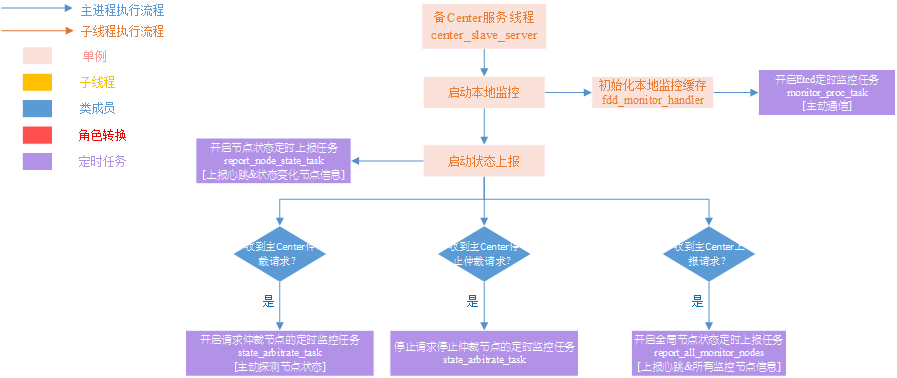 主进程执行流程
子线程执行流程
单例
子线程
类成员
角色转换
定时任务
备Center服务线程
center_slave_server
启动本地监控
初始化本地监控缓存
fdd_monitor_handler
开启Etcd定时监控任务
monitor_proc_task
[主动通信]
开启节点状态定时上报任务
report_node_state_task
[上报心跳&状态变化节点信息]
启动状态上报
收到主Center仲
裁请求?
收到主Center停
止仲裁请求?
收到主Center上
报请求?
是
是
是
开启请求仲裁节点的定时监控任务
state_arbitrate_task
[主动探测节点状态]
停止请求停止仲裁节点的定时监控任务
state_arbitrate_task
开启全局节点状态定时上报任务
report_all_monitor_nodes
[上报心跳&所有监控节点信息]